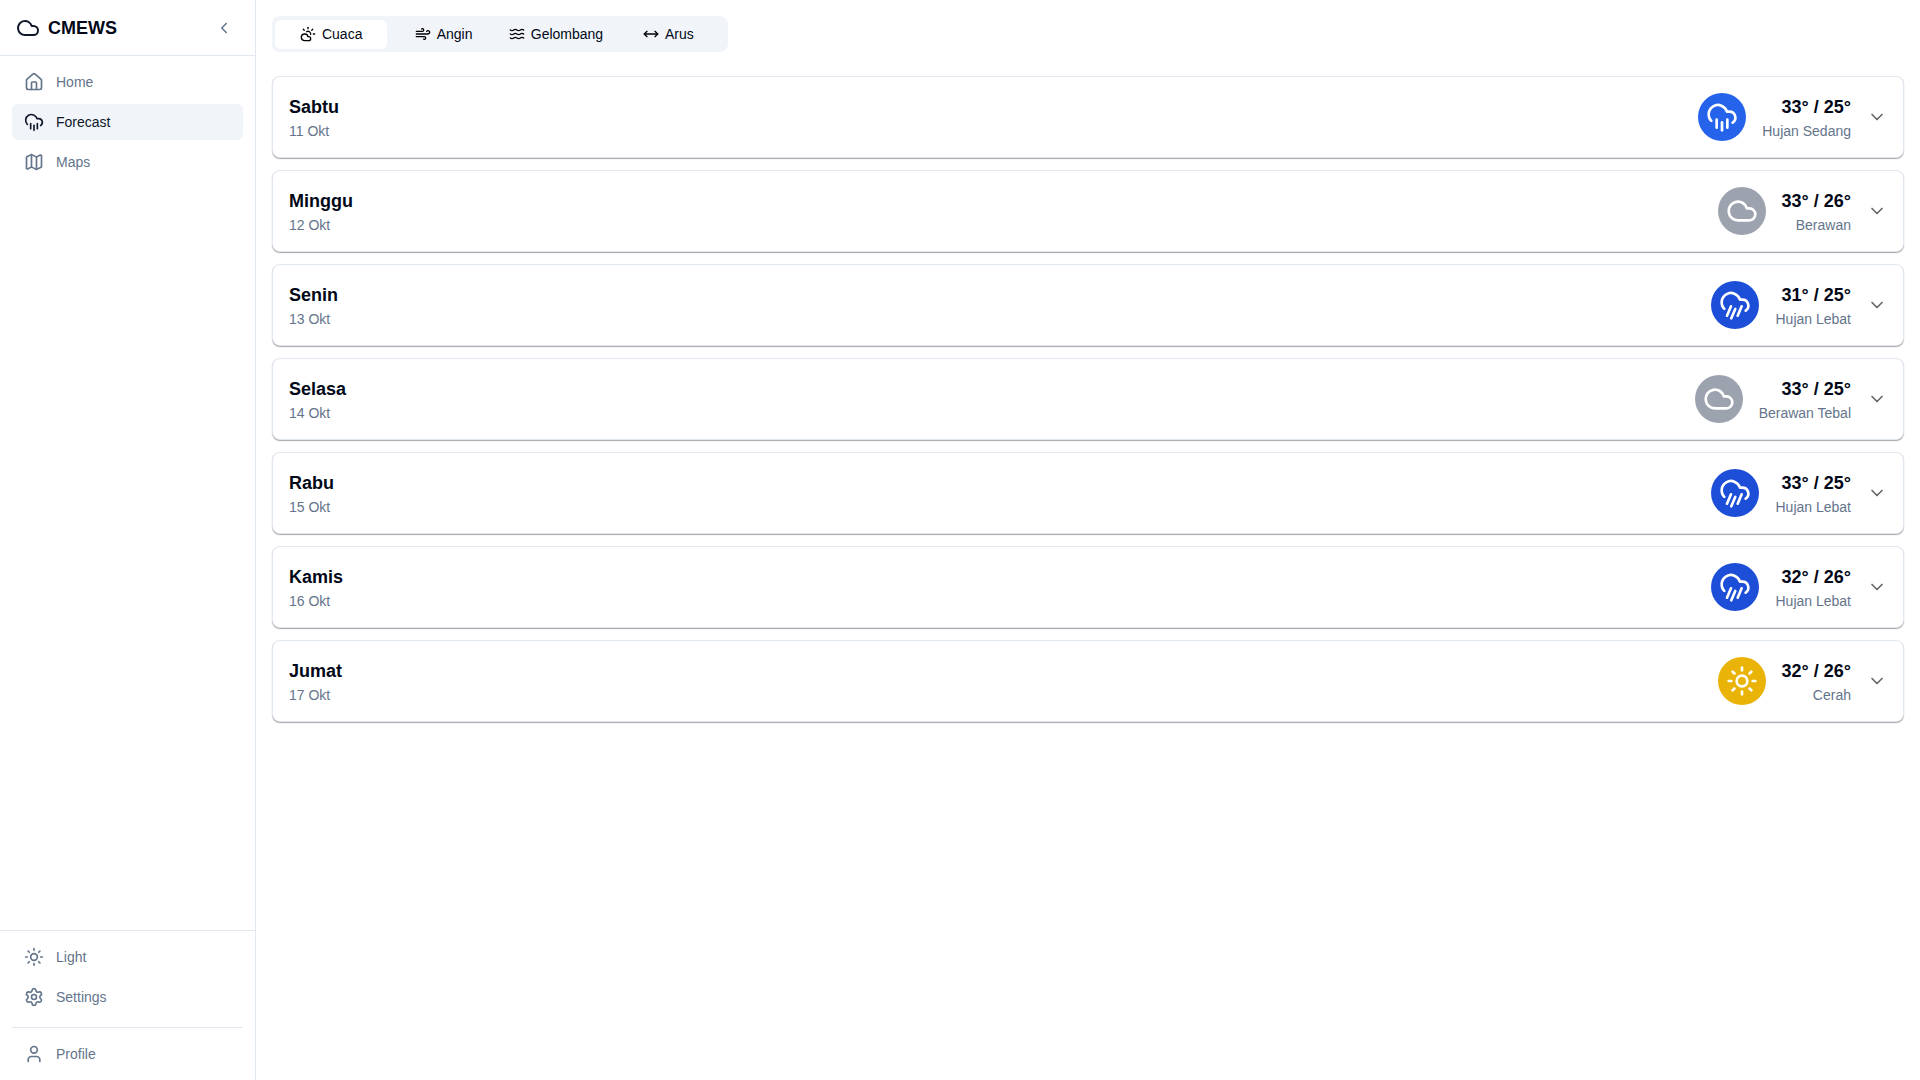 CMEWS
Home
Forecast
Maps
Light
Settings
Profile
Cuaca
Angin
Gelombang
Arus
Sabtu
11 Okt
33° / 25°
Hujan Sedang
Minggu
12 Okt
33° / 26°
Berawan
Senin
13 Okt
31° / 25°
Hujan Lebat
Selasa
14 Okt
33° / 25°
Berawan Tebal
Rabu
15 Okt
33° / 25°
Hujan Lebat
Kamis
16 Okt
32° / 26°
Hujan Lebat
Jumat
17 Okt
32° / 26°
Cerah